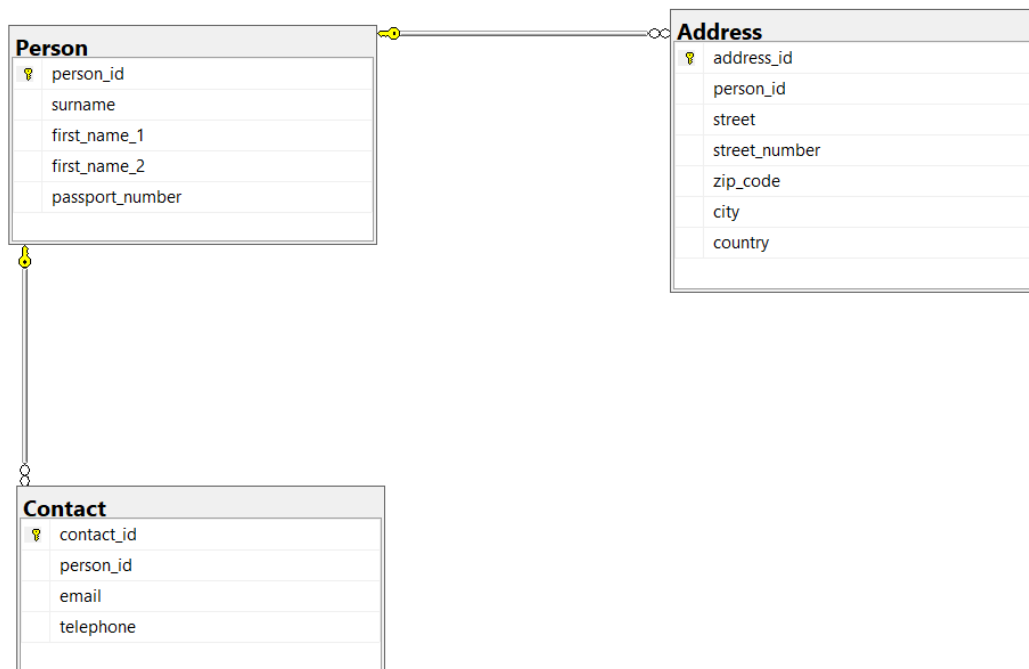 Person
person_id
surname
first_name_1
first_name_2
passport_number
Address
address_id
person_id
street
street_number
zip_code
city
country
Contact
contact_id
person_id
email
telephone